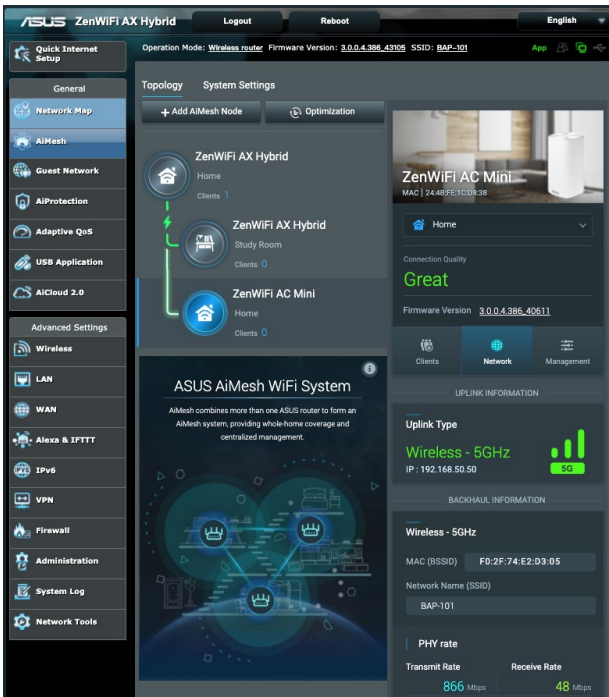 ASUS ZenWiFi AX Hybrid
Logout
Reboot
English
Quick Internet
Setup
Operation Mode: Wireless router Firmware Version: 3.0.0.4.386_43105 SSID: BAP-101
App
General
Network Map
AiMesh
Guest Network
AiProtection
Adaptive QoS
USB Application
AiCloud 2.0
Advanced Settings
Wireless
LAN
WAN
Alexa & IFTTT
IPv6
VPN
Firewall
Administration
System Log
Network Tools
Topology
System Settings
+ Add AiMesh Node
Optimization
ZenWiFi AX Hybrid
Home
Clients 1
ZenWiFi AX Hybrid
Study Room
Clients 0
ZenWiFi AC Mini
Home
Clients 0
ASUS AiMesh WiFi System
AiMesh combines more than one ASUS router to form an
AiMesh system, providing whole-home coverage and
centralized management.
ZenWiFi AC Mini
MAC | 24:4B:FE:1C:D8:38
Home
Connection Quality
Great
Firmware Version 3.0.0.4.386_40611
Clients
Network
Management
UPLINK INFORMATION
Uplink Type
Wireless - 5GHz
IP : 192.168.50.50
5G
BACKHAUL INFORMATION
Wireless - 5GHz
MAC (BSSID) F0:2F:74:E2:D3:05
Network Name (SSID)
BAP-101
PHY rate
Transmit Rate
Receive Rate
866 Mbps
48 Mbps